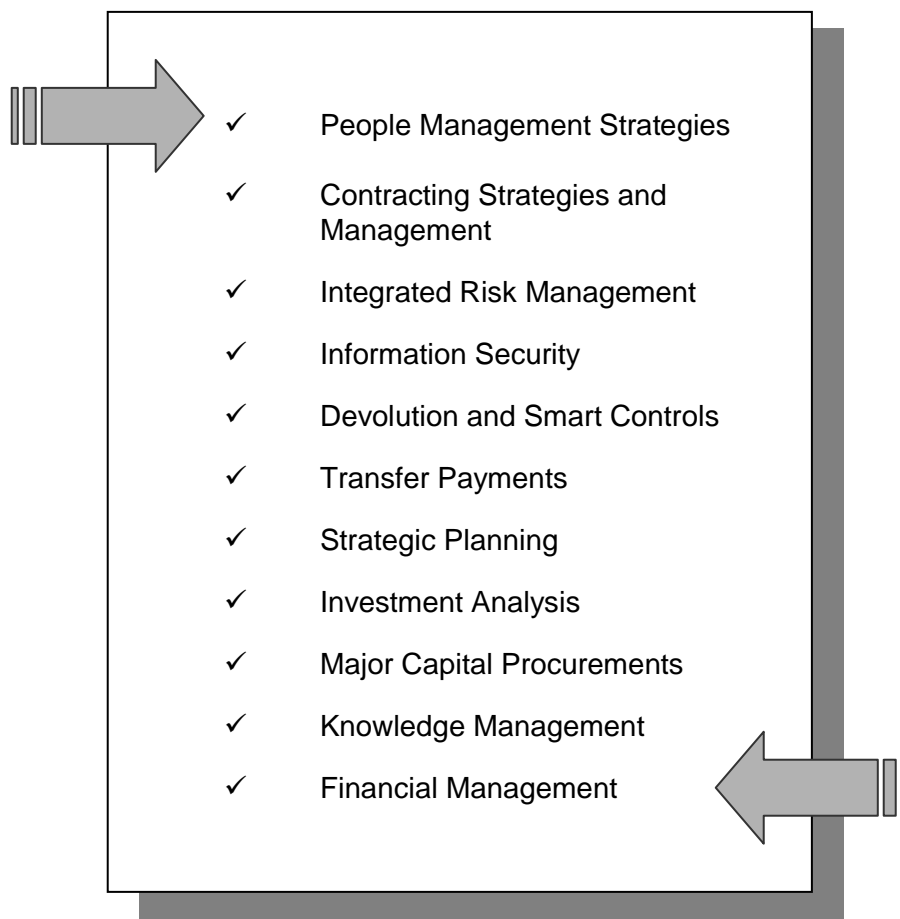 ✓ People Management Strategies
✓ Contracting Strategies and
Management
✓ Integrated Risk Management
✓ Information Security
✓ Devolution and Smart Controls
✓ Transfer Payments
✓ Strategic Planning
✓ Investment Analysis
✓ Major Capital Procurements
✓ Knowledge Management
✓ Financial Management